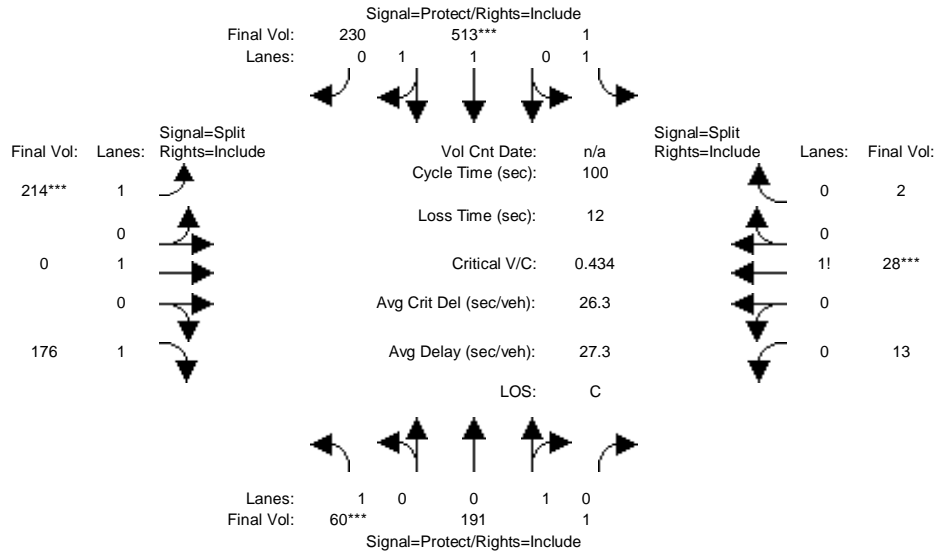 Signal=Protect/Rights=Include
Final Vol: 230 513*** 1
Lanes: 0 1 1 0 1
Signal=Split
Final Vol: Lanes: Rights=Include
Vol Cnt Date: n/a
Signal=Split
Rights=Include Lanes: Final Vol:
Cycle Time (sec): 100
214*** 1
0 2
Loss Time (sec): 12
0
0
0 1
Critical V/C: 0.434
1! 28***
0
Avg Crit Del (sec/veh): 26.3
0
176 1
Avg Delay (sec/veh): 27.3
0 13
LOS: C
Lanes: 1 0 0 1 0
Final Vol: 60*** 191 1
Signal=Protect/Rights=Include